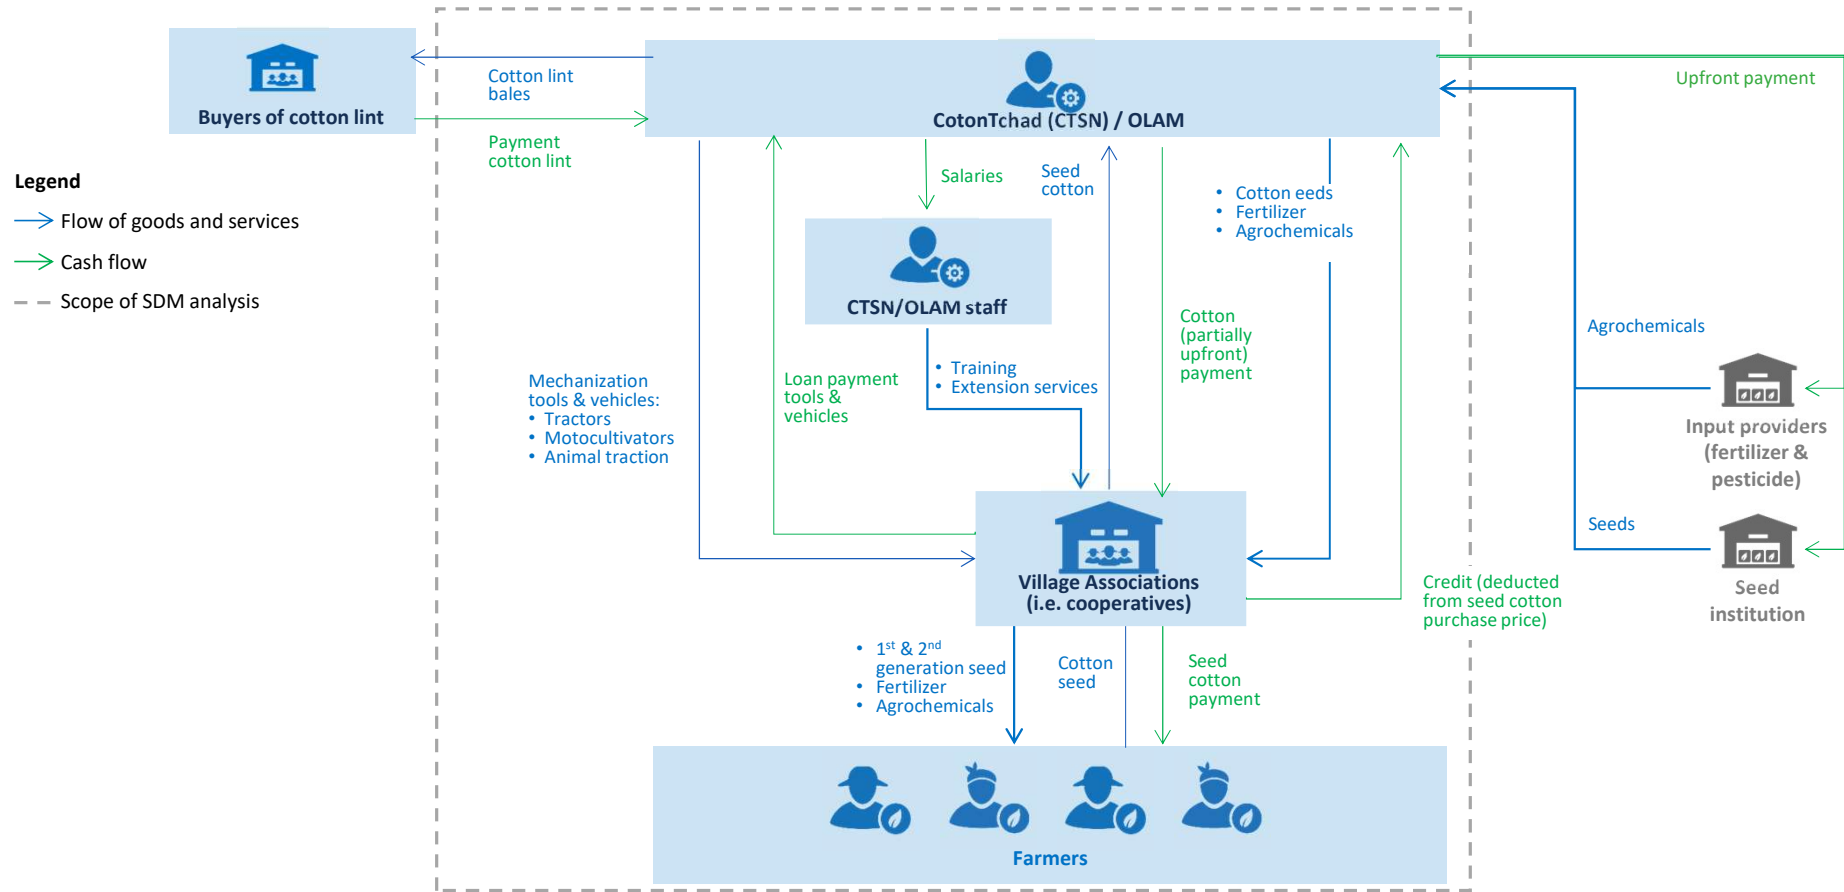 Buyers of cotton lint
Cotton lint
bales
Payment
cotton lint
CotonTchad (CTSN) / OLAM
Upfront payment
Legend
Flow of goods and services
Cash flow
Scope of SDM analysis
Salaries
Seed
cotton
• Cotton eeds
• Fertilizer
• Agrochemicals
CTSN/OLAM staff
Cotton
(partially
upfront)
payment
Agrochemicals
Mechanization
tools & vehicles:
• Tractors
• Motocultivators
• Animal traction
Loan payment
tools &
vehicles
• Training
• Extension services
Input providers
(fertilizer &
pesticide)
Seeds
Seed
institution
Village Associations
(i.e. cooperatives)
Credit (deducted
from seed cotton
purchase price)
• 1st & 2nd
generation seed
• Fertilizer
• Agrochemicals
Cotton
seed
Seed
cotton
payment
Farmers